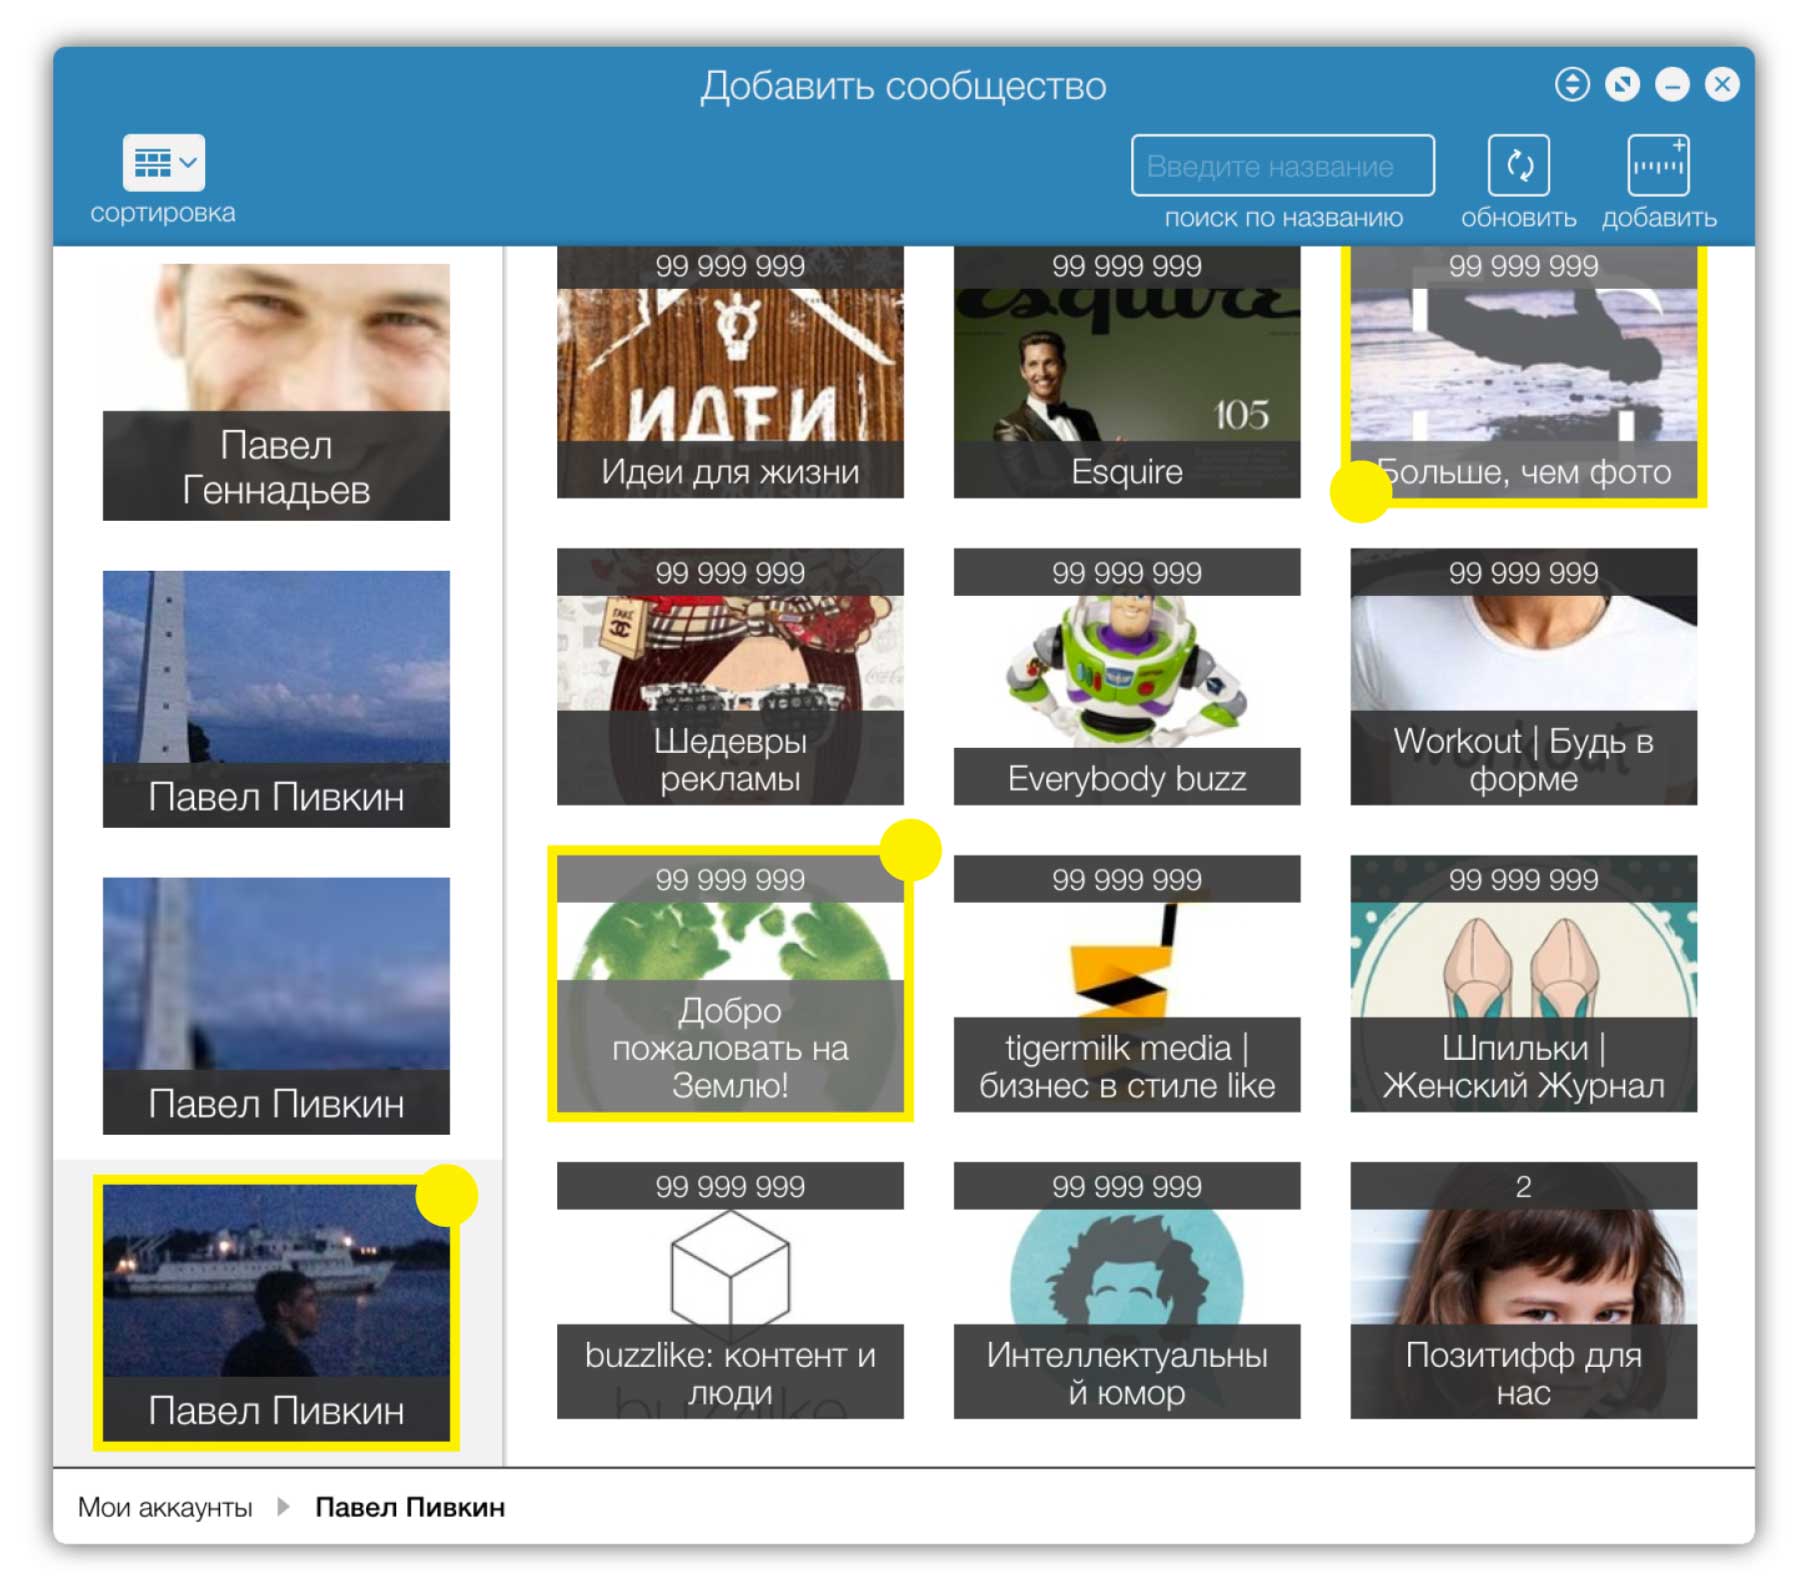 Добавить сообщество
сортировка
Введите название
поиск по названию
обновить
добавить
Павел
Геннадьев
Павел Пивкин
Павел Пивкин
Павел Пивкин
99 999 999
ИДЕИ
Идеи для жизни
99 999 999
Esquire
105
Esquire
99 999 999
Больше, чем фото
99 999 999
FAKE
Шедевры
рекламы
99 999 999
Everybody buzz
99 999 999
Workout | Будь в
форме
workout
99 999 999
Добро
пожаловать на
Землю!
99 999 999
tigermilk media |
бизнес в стиле like
99 999 999
Шпильки |
Женский Журнал
99 999 999
buzzlike: контент и
люди
buzzlike
99 999 999
Интеллектуальны
й юмор
2
Позитифф для
нас
Мои аккаунты
Павел Пивкин